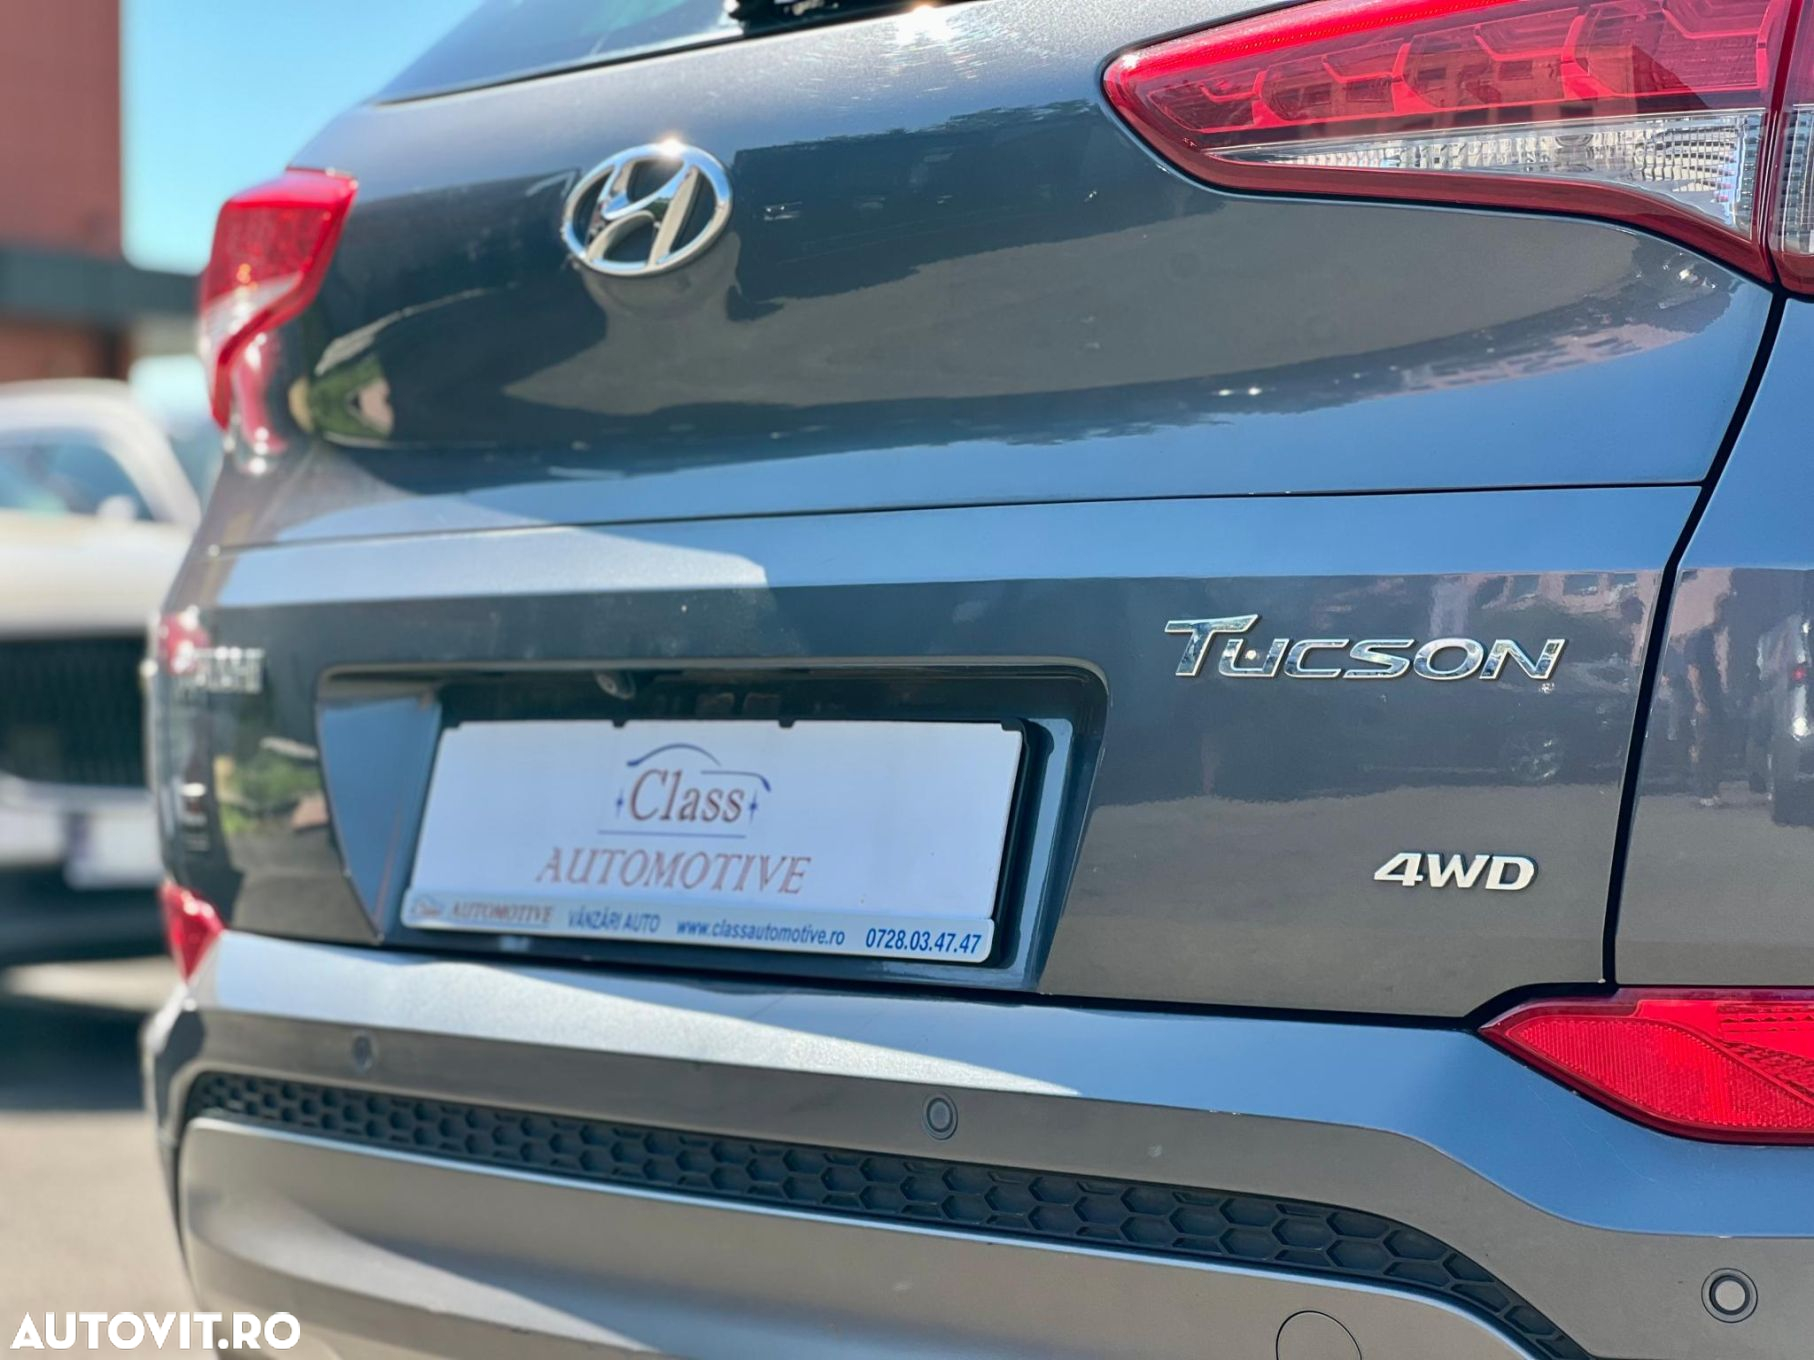 TUCSON
Class
AUTOMOTIVE
4WD
Class AUTOMOTIVE VÂNZĂRI AUTO www.classautomotive.ro 0728.03.47.47
AUTOVIT.RO